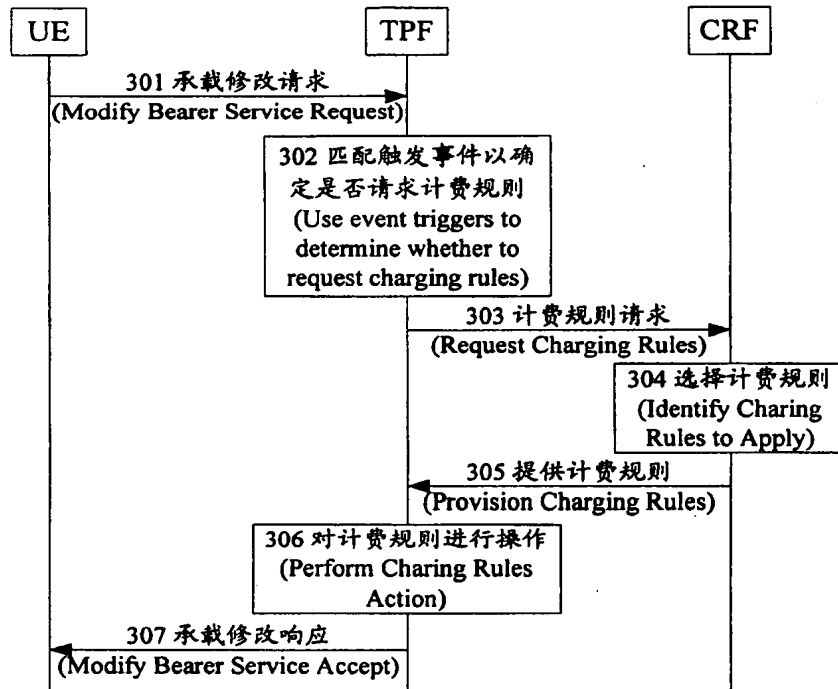 UE
TPF
CRF
301 承载修改请求
(Modify Bearer Service Request)
302 匹配触发事件以确
定是否请求计费规则
(Use event triggers to
determine whether to
request charging rules)
303 计费规则请求
(Request Charging Rules)
304 选择计费规则
(Identify Charing
Rules to Apply)
305 提供计费规则
(Provision Charging Rules)
306 对计费规则进行操作
(Perform Charing Rules
Action)
307 承载修改响应
(Modify Bearer Service Accept)